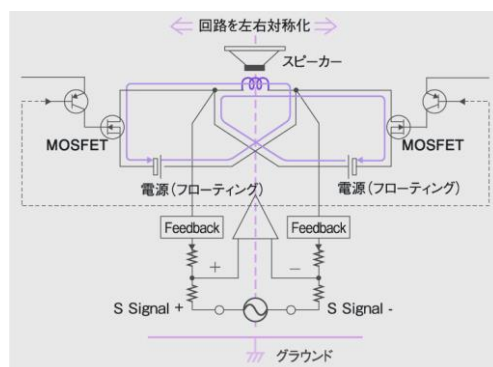 回路を左右対称化
スピーカー
MOSFET
MOSFET
電源(フローティング)
電源(フローティング)
Feedback
Feedback
+
−
S Signal +
S Signal -
グラウンド